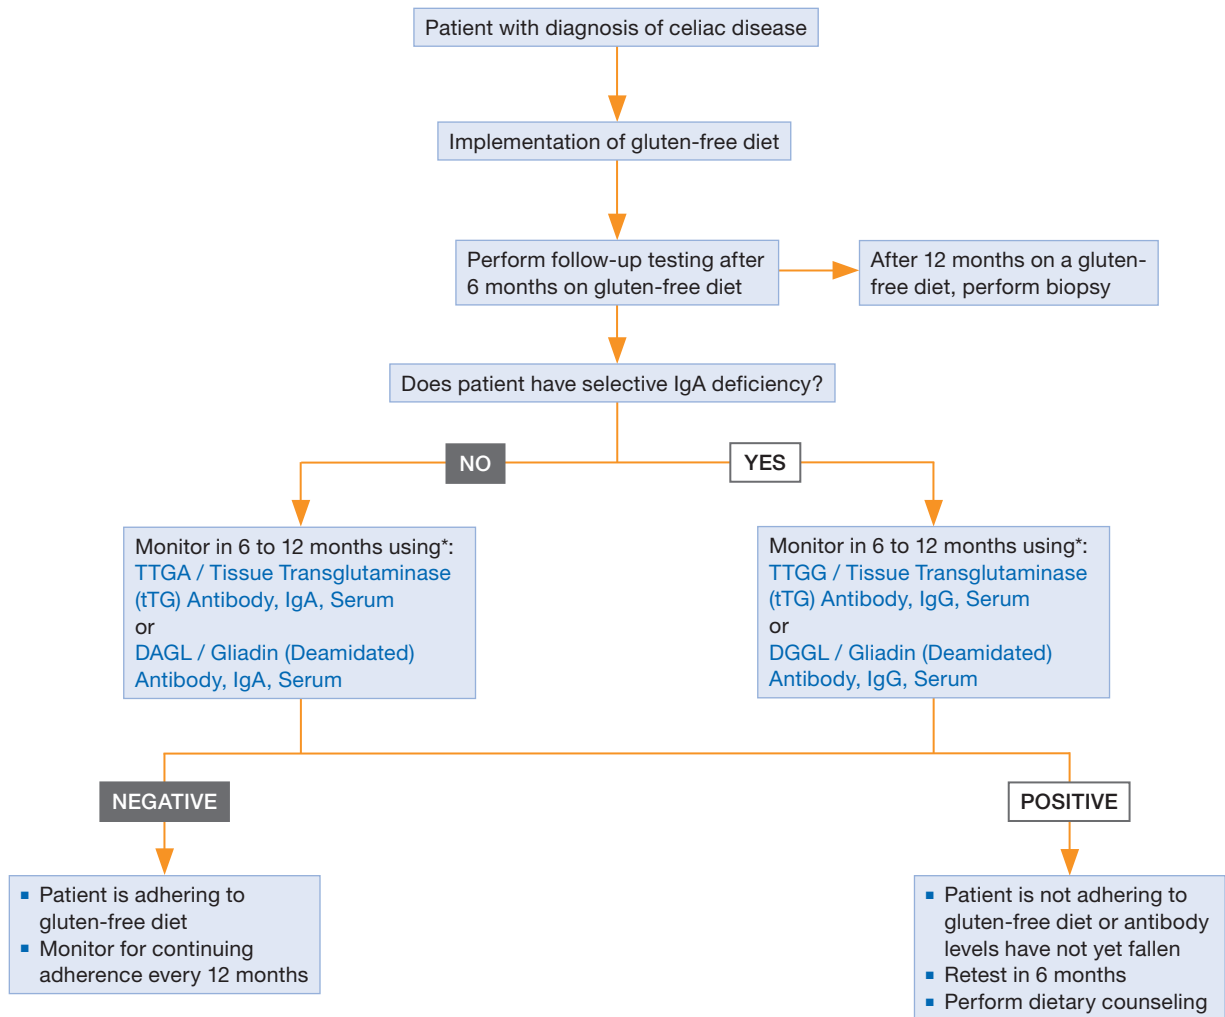 Patient with diagnosis of celiac disease
Implementation of gluten-free diet
Perform follow-up testing after
6 months on gluten-free diet
After 12 months on a gluten-
free diet, perform biopsy
Does patient have selective IgA deficiency?
NO
YES
Monitor in 6 to 12 months using*:
TTGA / Tissue Transglutaminase
(tTG) Antibody, IgA, Serum
or
DAGL / Gliadin (Deamidated)
Antibody, IgA, Serum
Monitor in 6 to 12 months using*:
TTGG / Tissue Transglutaminase
(tTG) Antibody, IgG, Serum
or
DGGL / Gliadin (Deamidated)
Antibody, IgG, Serum
NEGATIVE
POSITIVE
▪ Patient is adhering to
gluten-free diet
▪ Monitor for continuing
adherence every 12 months
▪ Patient is not adhering to
gluten-free diet or antibody
levels have not yet fallen
▪ Retest in 6 months
▪ Perform dietary counseling